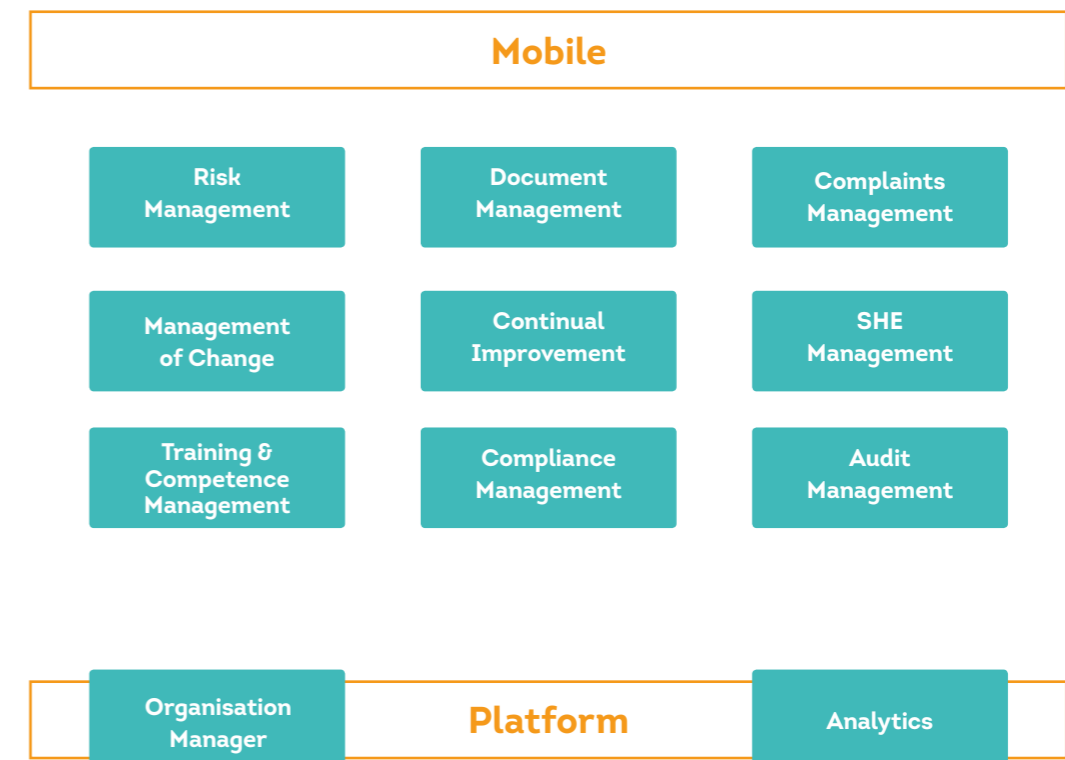 Mobile
Risk
Management
Document
Management
Complaints
Management
Management
of Change
Continual
Improvement
SHE
Management
Training &
Competence
Management
Compliance
Management
Audit
Management
Organisation
Manager
Platform
Analytics